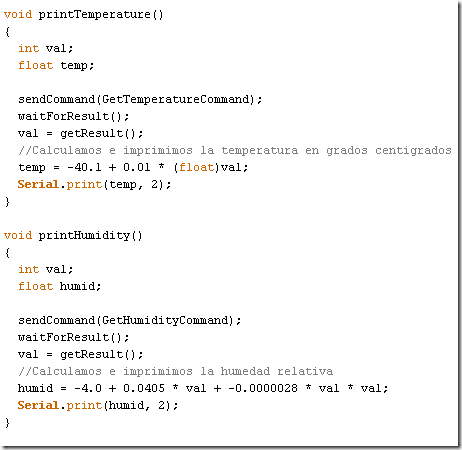 void printTemperature()
{
  int val;
  float temp;

  sendCommand(GetTemperatureCommand);
  waitForResult();
  val = getResult();
  //Calculamos e imprimimos la temperatura en grados centigrados
  temp = -40.1 + 0.01 * (float)val;
  Serial.print(temp, 2);
}

void printHumidity()
{
  int val;
  float humid;

  sendCommand(GetHumidityCommand);
  waitForResult();
  val = getResult();
  //Calculamos e imprimimos la humedad relativa
  humid = -4.0 + 0.0405 * val + -0.0000028 * val * val;
  Serial.print(humid, 2);
}